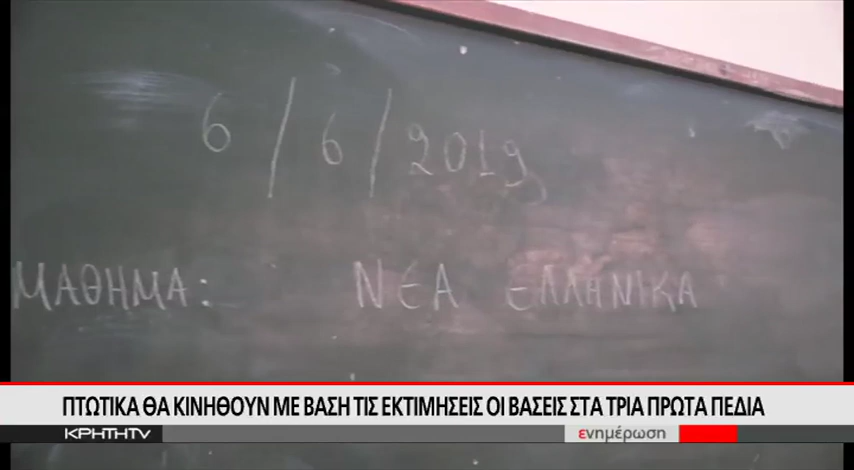 6/6/2019
ΜΑΘΗΜΑ: ΝΕΑ ΕΛΛΗΝΙΚΑ
ΠΤΩΤΙΚΑ ΘΑ ΚΙΝΗΘΟΥΝ ΜΕ ΒΑΣΗ ΤΙΣ ΕΚΤΙΜΗΣΕΙΣ ΟΙ ΒΑΣΕΙΣ ΣΤΑ ΤΡΙΑ ΠΡΩΤΑ ΠΕΔΙΑ
ΚΡΗΤΗTV ενημέρωση